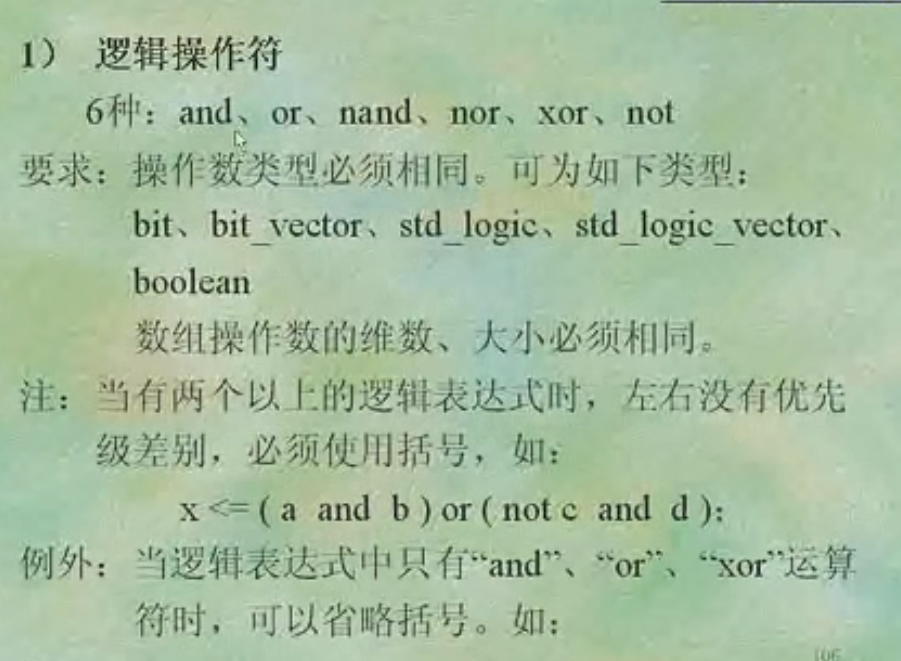 1） 逻辑操作符
6种：and、or、nand、nor、xor、not
要求：操作数类型必须相同。可为如下类型：
bit、bit_vector、std_logic、std_logic_vector、
boolean
数组操作数的维数、大小必须相同。
注：当有两个以上的逻辑表达式时，左右没有优先
级差别，必须使用括号，如：
x <= ( a and b ) or ( not c and d );
例外：当逻辑表达式中只有“and”、“or”、“xor”运算
符时，可以省略括号。如：
106